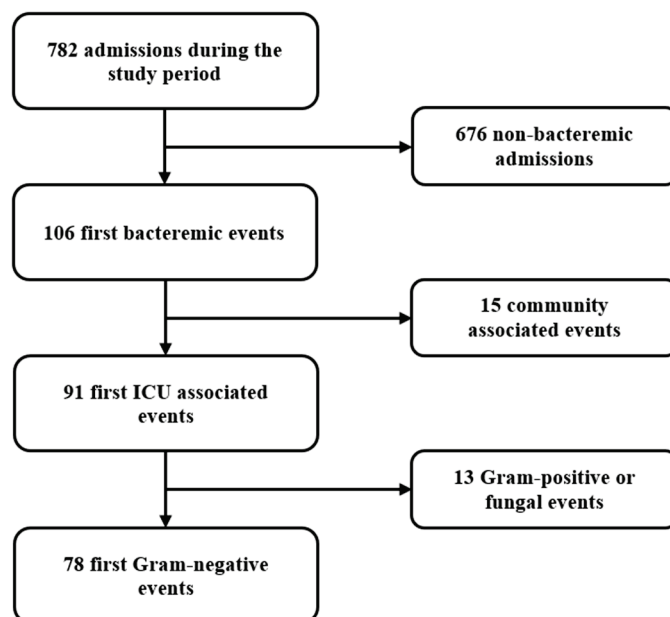 782 admissions during the
study period
676 non-bacteremic
admissions
106 first bacteremic events
15 community
associated events
91 first ICU associated
events
13 Gram-positive or
fungal events
78 first Gram-negative
events